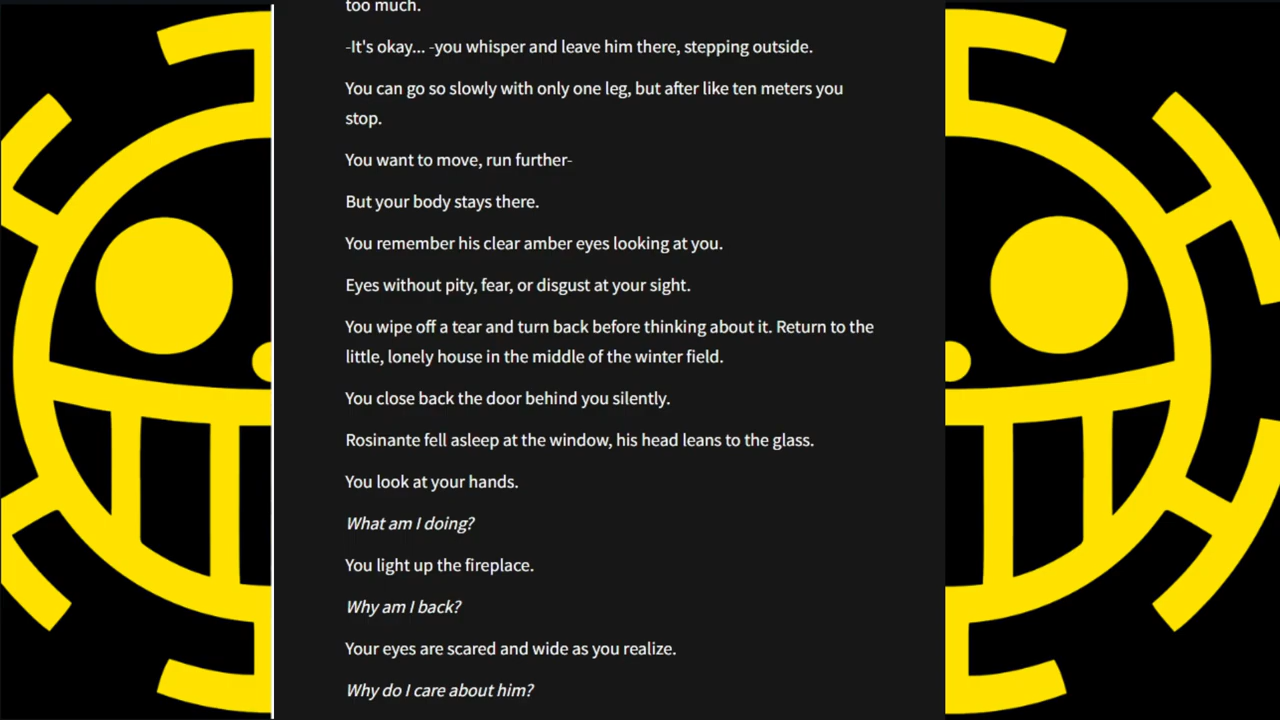 too much.
-It's okay... -you whisper and leave him there, stepping outside.
You can go so slowly with only one leg, but after like ten meters you
stop.
You want to move, run further-
But your body stays there.
You remember his clear amber eyes looking at you.
Eyes without pity, fear, or disgust at your sight.
You wipe off a tear and turn back before thinking about it. Return to the
little, lonely house in the middle of the winter field.
You close back the door behind you silently.
Rosinante fell asleep at the window, his head leans to the glass.
You look at your hands.
What am I doing?
You light up the fireplace.
Why am I back?
Your eyes are scared and wide as you realize.
Why do I care about him?